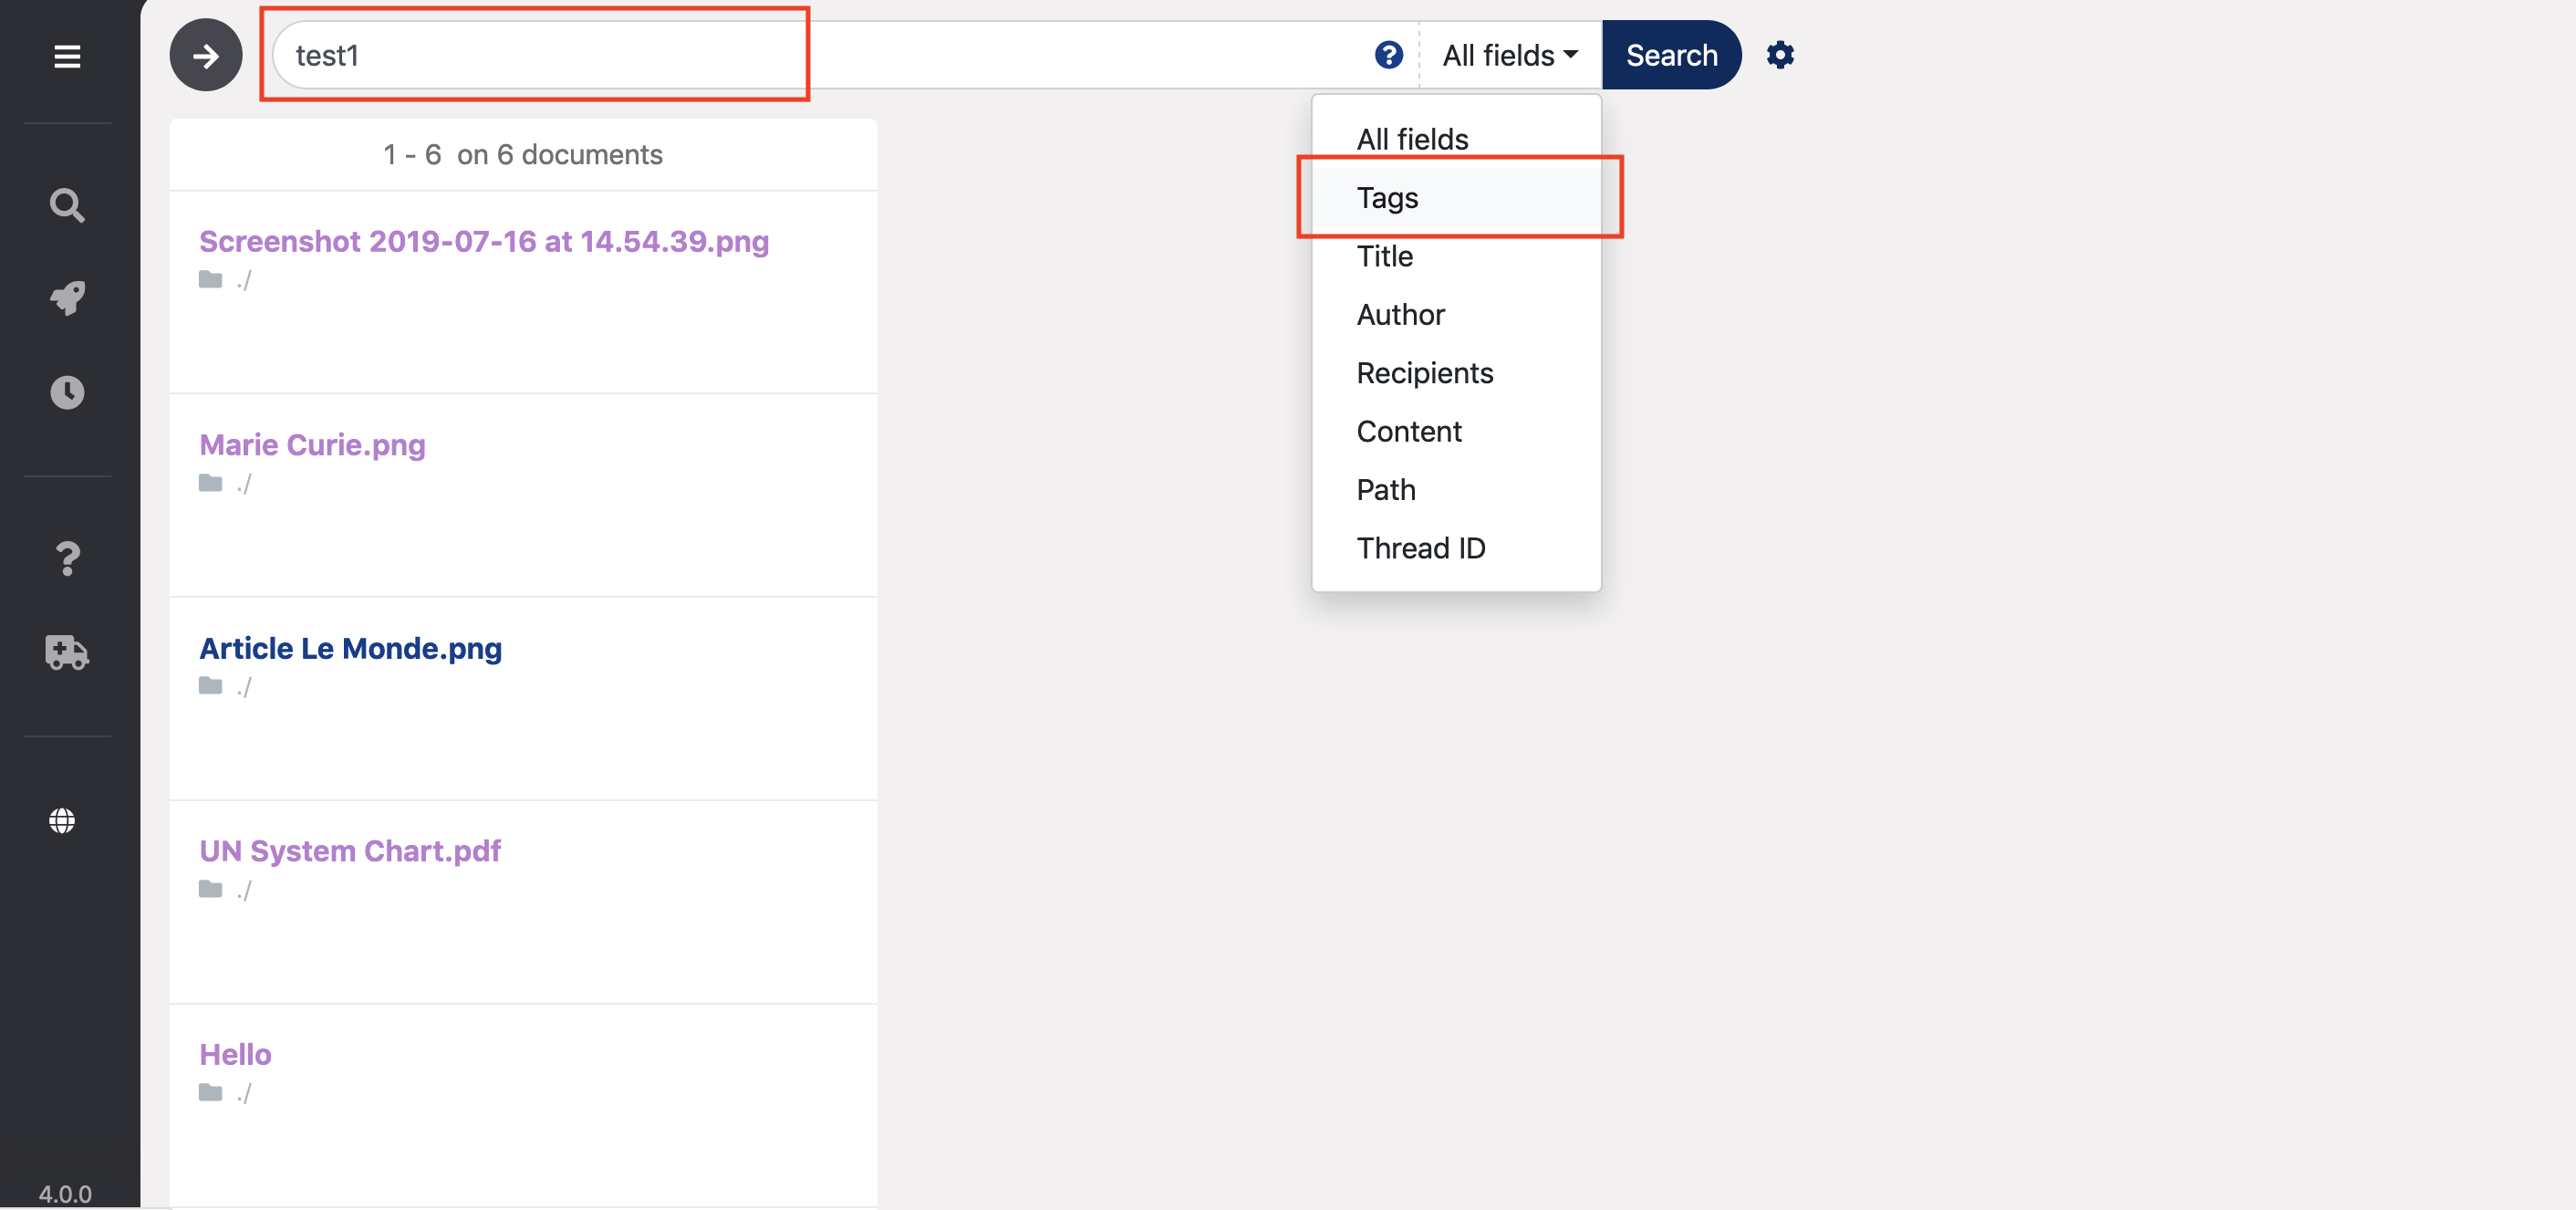 test1
All fields
Search
All fields
Tags
Title
Author
Recipients
Content
Path
Thread ID
1 - 6 on 6 documents
Screenshot 2019-07-16 at 14.54.39.png
./
Marie Curie.png
./
Article Le Monde.png
./
UN System Chart.pdf
./
Hello
./
4.0.0